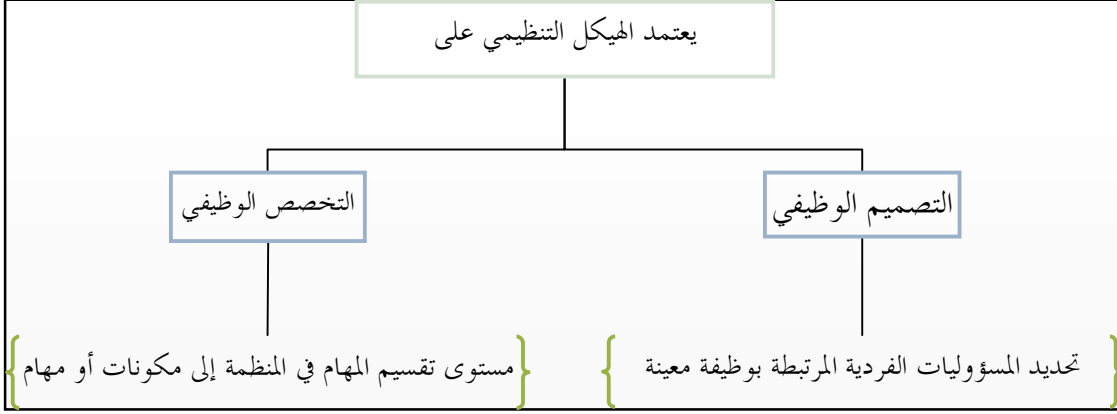 يعتمد الهيكل التنظيمي على
التصميم الوظيفي
التخصص الوظيفي
تحديد المسؤوليات الفردية المرتبطة بوظيفة معينة
مستوى تقسيم المهام في المنظمة إلى مكونات أو مهام